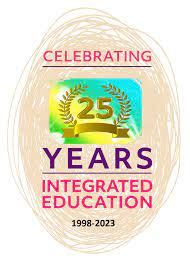 CELEBRATING
25
YEARS
INTEGRATED
EDUCATION
1998-2023